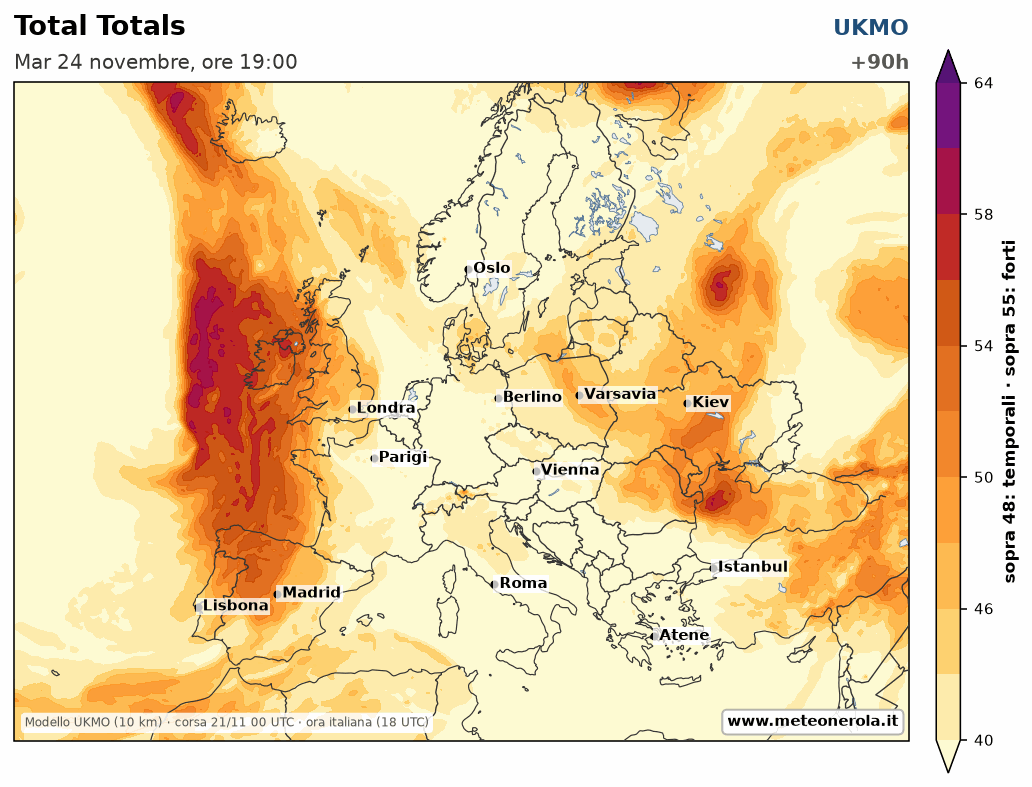 Total Totals
UKMO
Mar 24 novembre, ore 19:00
+90h
64
58
54
50
46
40
sopra 48: temporali · sopra 55: forti
Oslo
Berlino
Varsavia
Kiev
Londra
Parigi
Vienna
Istanbul
Roma
Madrid
Lisbona
Atene
Modello UKMO (10 km) · corsa 21/11 00 UTC · ora italiana (18 UTC)
www.meteonerola.it